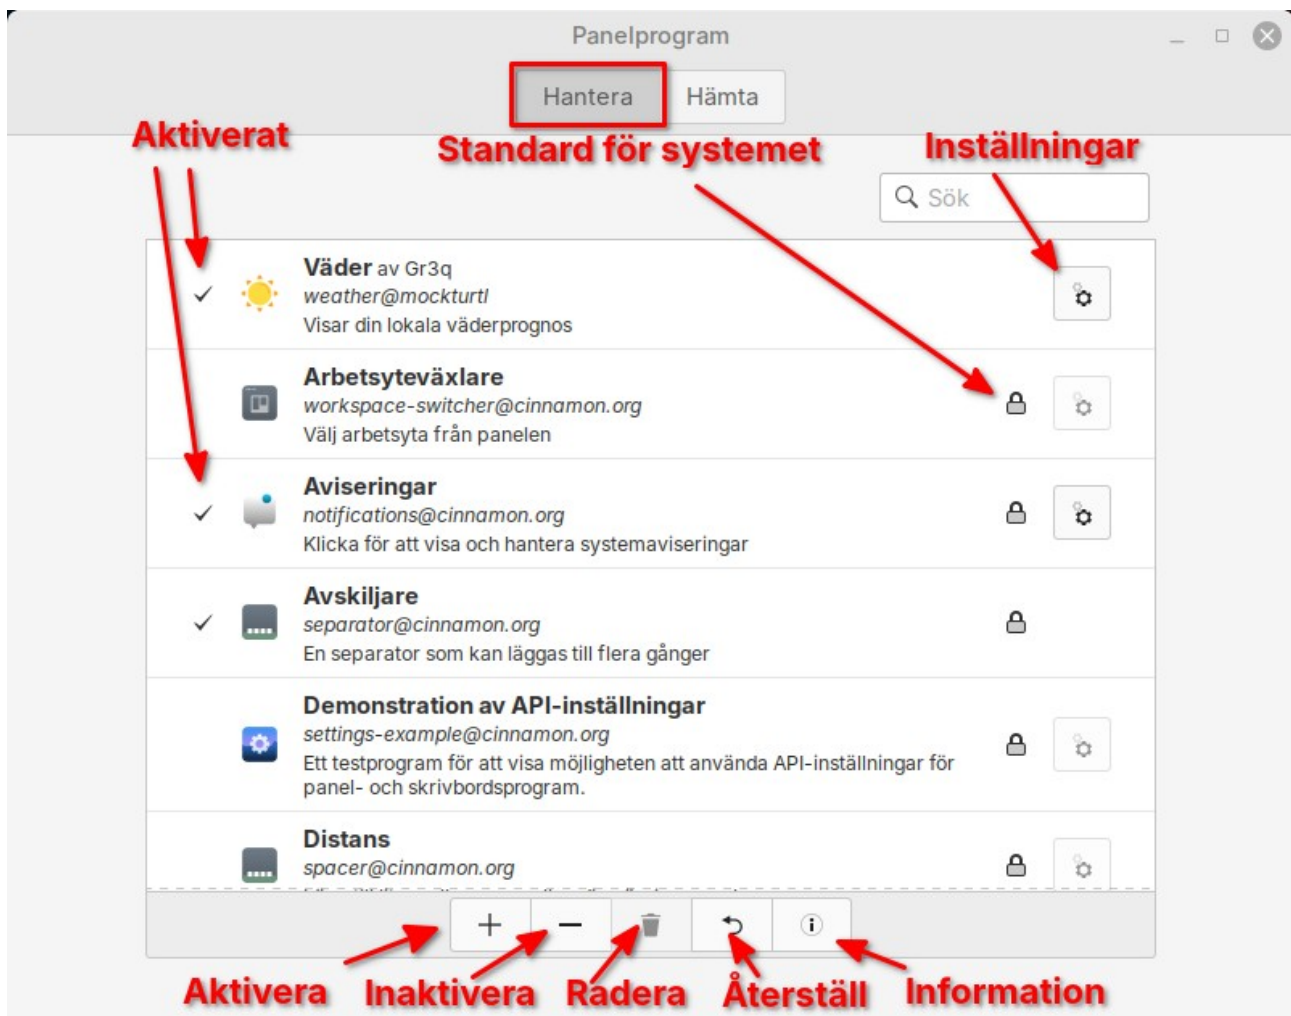 Panelprogram
Hantera Hämta
Aktiverat
Standard för systemet
Inställningar
Sök
Väder av Gr3q
weather@mockturtl
Visar din lokala väderprognos
Arbetsyteväxlare
workspace-switcher@cinnamon.org
Välj arbetsyta från panelen
Aviseringar
notifications@cinnamon.org
Klicka för att visa och hantera systemaviseringar
Avskiljare
separator@cinnamon.org
En separator som kan läggas till flera gånger
Demonstration av API-inställningar
settings-example@cinnamon.org
Ett testprogram för att visa möjligheten att använda API-inställningar för
panel- och skrivbordsprogram.
Distans
spacer@cinnamon.org
Aktivera Inaktivera Radera Återställ Information